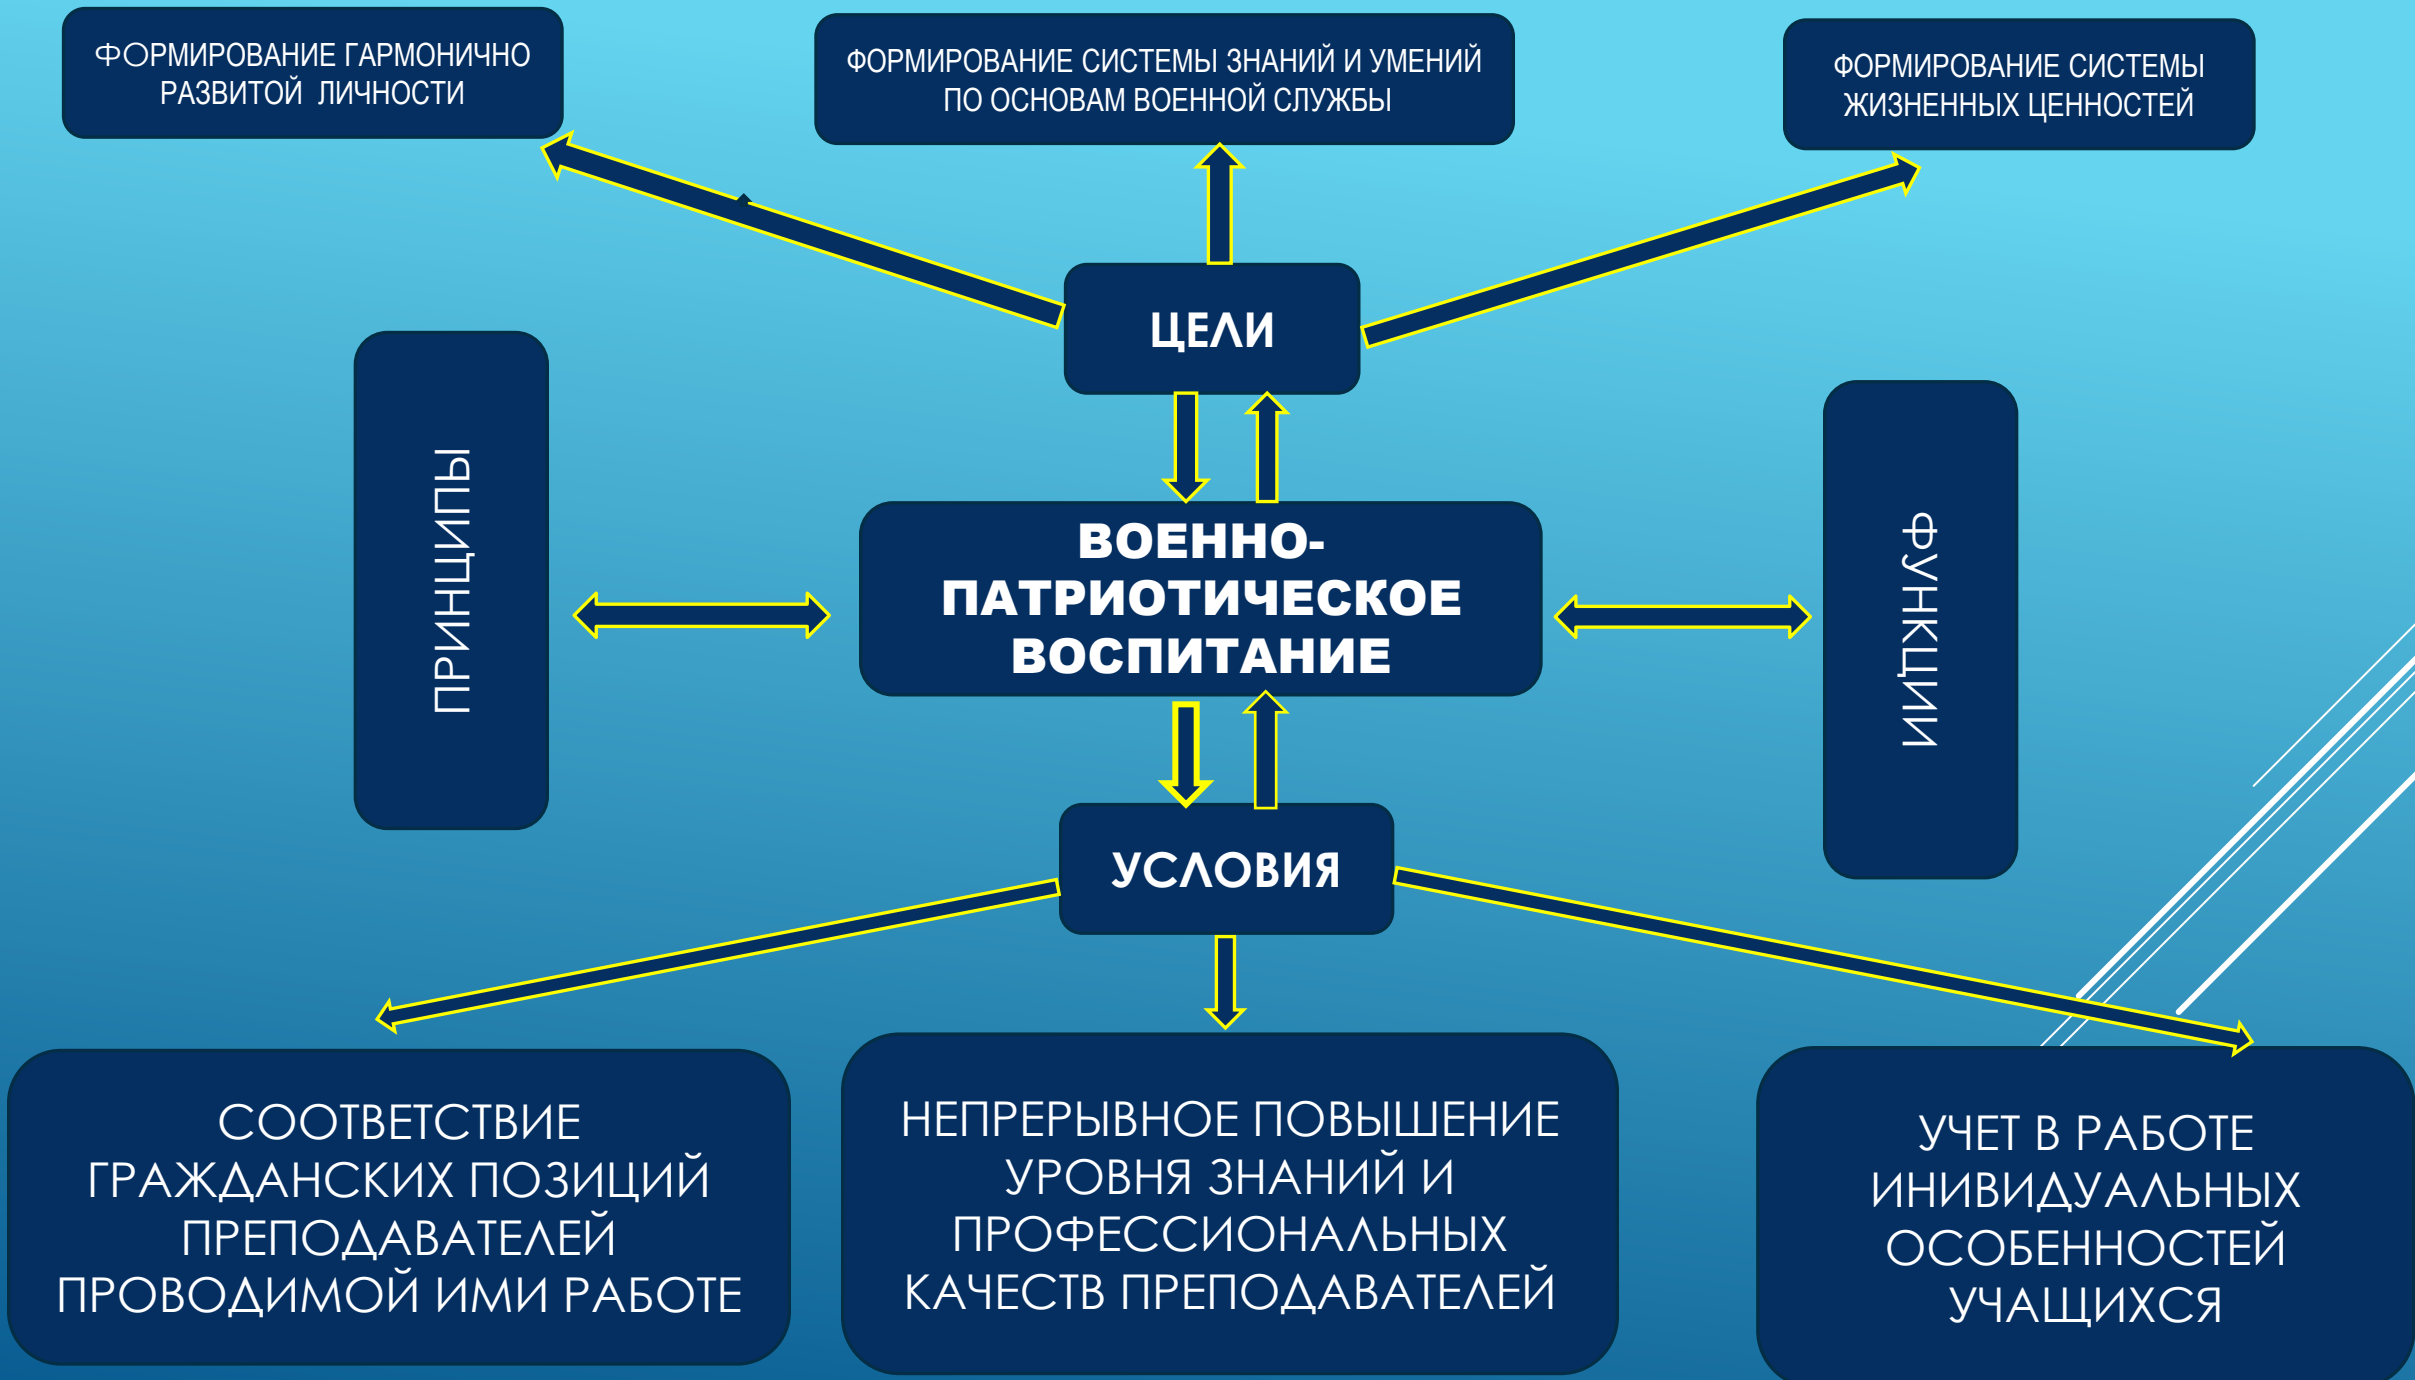 ФОРМИРОВАНИЕ ГАРМОНИЧНО
РАЗВИТОЙ ЛИЧНОСТИ
ФОРМИРОВАНИЕ СИСТЕМЫ ЗНАНИЙ И УМЕНИЙ
ПО ОСНОВАМ ВОЕННОЙ СЛУЖБЫ
ФОРМИРОВАНИЕ СИСТЕМЫ
ЖИЗНЕННЫХ ЦЕННОСТЕЙ
ЦЕЛИ
ПРИНЦИПЫ
ВОЕННО-
ПАТРИОТИЧЕСКОЕ
ВОСПИТАНИЕ
ФУНКЦИИ
УСЛОВИЯ
СООТВЕТСТВИЕ
ГРАЖДАНСКИХ ПОЗИЦИЙ
ПРЕПОДАВАТЕЛЕЙ
ПРОВОДИМОЙ ИМИ РАБОТЕ
НЕПРЕРЫВНОЕ ПОВЫШЕНИЕ
УРОВНЯ ЗНАНИЙ И
ПРОФЕССИОНАЛЬНЫХ
КАЧЕСТВ ПРЕПОДАВАТЕЛЕЙ
УЧЕТ В РАБОТЕ
ИНИВИДУАЛЬНЫХ
ОСОБЕННОСТЕЙ
УЧАЩИХСЯ